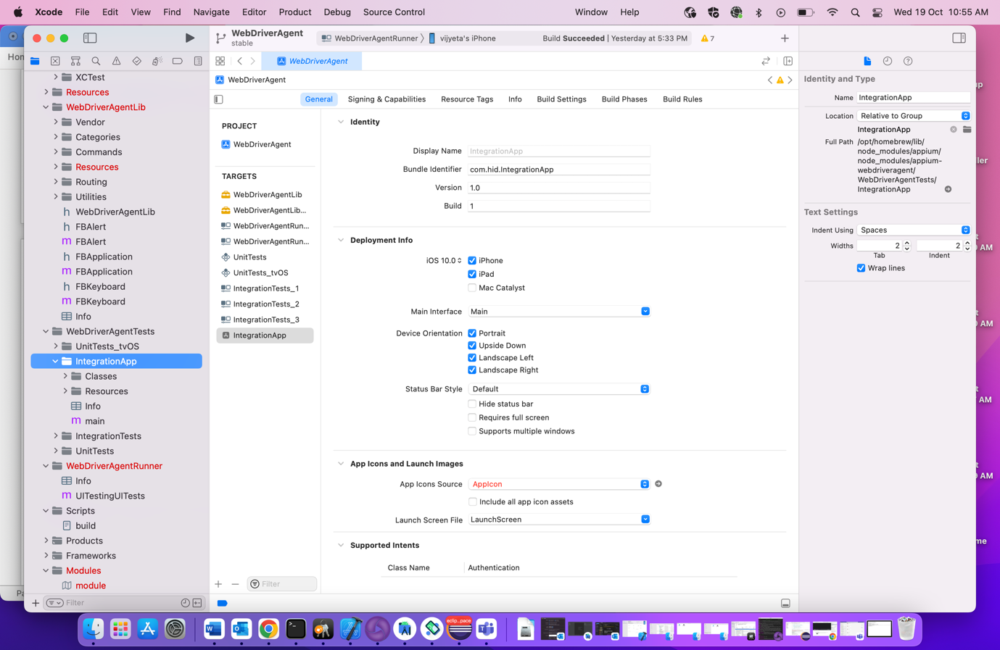 Xcode File Edit View Find Navigate Editor Product Debug Source Control Window Help Wed 19 Oct 10:55 AM
WebDriverAgent
stable
WebDriverAgentRunner
vijyeta's iPhone
Build Succeeded | Yesterday at 5:33 PM
7
WebDriverAgent
WebDriverAgent
General Signing & Capabilities Resource Tags Info Build Settings Build Phases Build Rules
XCTest
Resources
WebDriverAgentLib
Vendor
Categories
Commands
Resources
Routing
Utilities
h WebDriverAgentLib
h FBAlert
m FBAlert
h FBApplication
m FBApplication
h FBKeyboard
m FBKeyboard
Info
WebDriverAgentTests
UnitTests_tvOS
IntegrationApp
Classes
Resources
Info
m main
IntegrationTests
UnitTests
WebDriverAgentRunner
Info
m UITestingUITests
Scripts
build
Products
Frameworks
Modules
module
Filter
PROJECT
WebDriverAgent
TARGETS
WebDriverAgentLib
WebDriverAgentLib...
WebDriverAgentRun...
WebDriverAgentRun...
UnitTests
UnitTests_tvOS
IntegrationTests_1
IntegrationTests_2
IntegrationTests_3
IntegrationApp
Filter
Identity
Display Name IntegrationApp
Bundle Identifier com.hid.IntegrationApp
Version 1.0
Build 1
Deployment Info
iOS 10.0 iPhone
iPad
Mac Catalyst
Main Interface Main
Device Orientation Portrait
Upside Down
Landscape Left
Landscape Right
Status Bar Style Default
Hide status bar
Requires full screen
Supports multiple windows
App Icons and Launch Images
App Icons Source AppIcon
Include all app icon assets
Launch Screen File LaunchScreen
Supported Intents
Class Name Authentication
Identity and Type
Name IntegrationApp
Location Relative to Group
IntegrationApp
Full Path /opt/homebrew/lib/
node_modules/appium/
node_modules/appium-
webdriveragent/
WebDriverAgentTests/
IntegrationApp
Text Settings
Indent Using Spaces
Widths 2 2
Tab Indent
Wrap lines
Hom
Pa
up
ler
t
AM
t
AM
t
AM
t
AM
me
eclip...pace